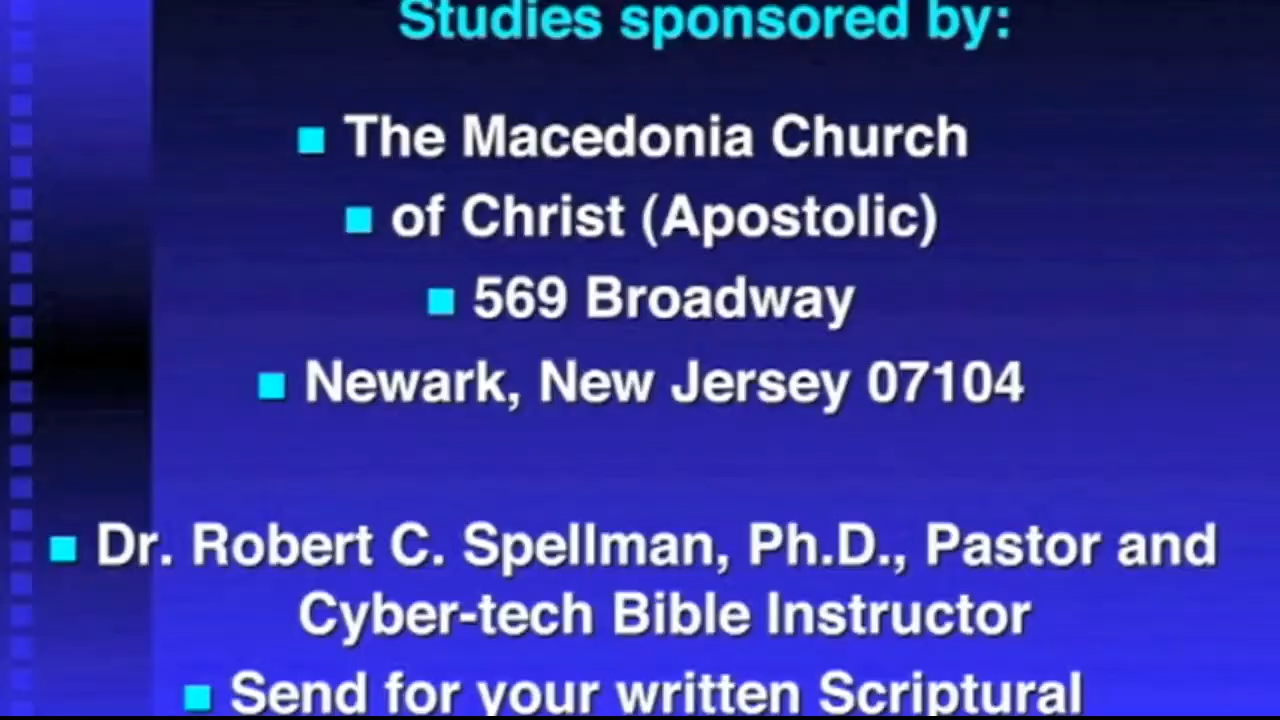 Studies sponsored by:
The Macedonia Church
of Christ (Apostolic)
569 Broadway
Newark, New Jersey 07104
Dr. Robert C. Spellman, Ph.D., Pastor and
Cyber-tech Bible Instructor
Send for your written Scriptural